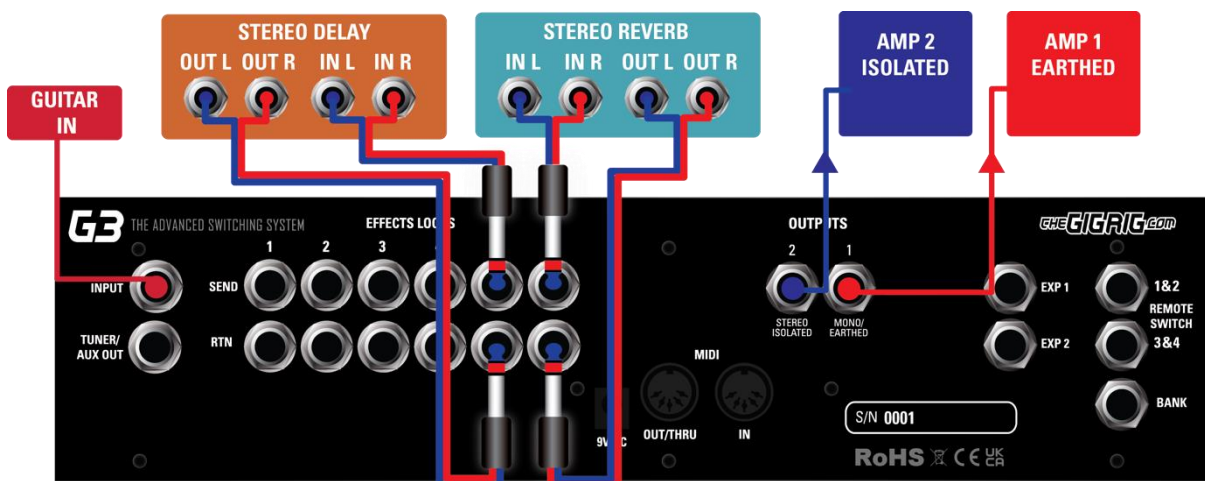 STEREO DELAY
OUT L OUT R IN L IN R
STEREO REVERB
IN L IN R OUT L OUT R
AMP 2
ISOLATED
AMP 1
EARTHED
GUITAR
IN
G3 THE ADVANCED SWITCHING SYSTEM
EFFECTS
OUTPUTS
THEGIGRIG.COM
1 2 3
2 1
INPUT
SEND
EXP 1
1&2
REMOTE
SWITCH
TUNER/
AUX OUT
RTN
STEREO
ISOLATED
MONO/
EARTHED
EXP 2
3&4
MIDI
BANK
OUT/THRU
IN
S/N 0001
RoHS CE UK
CA